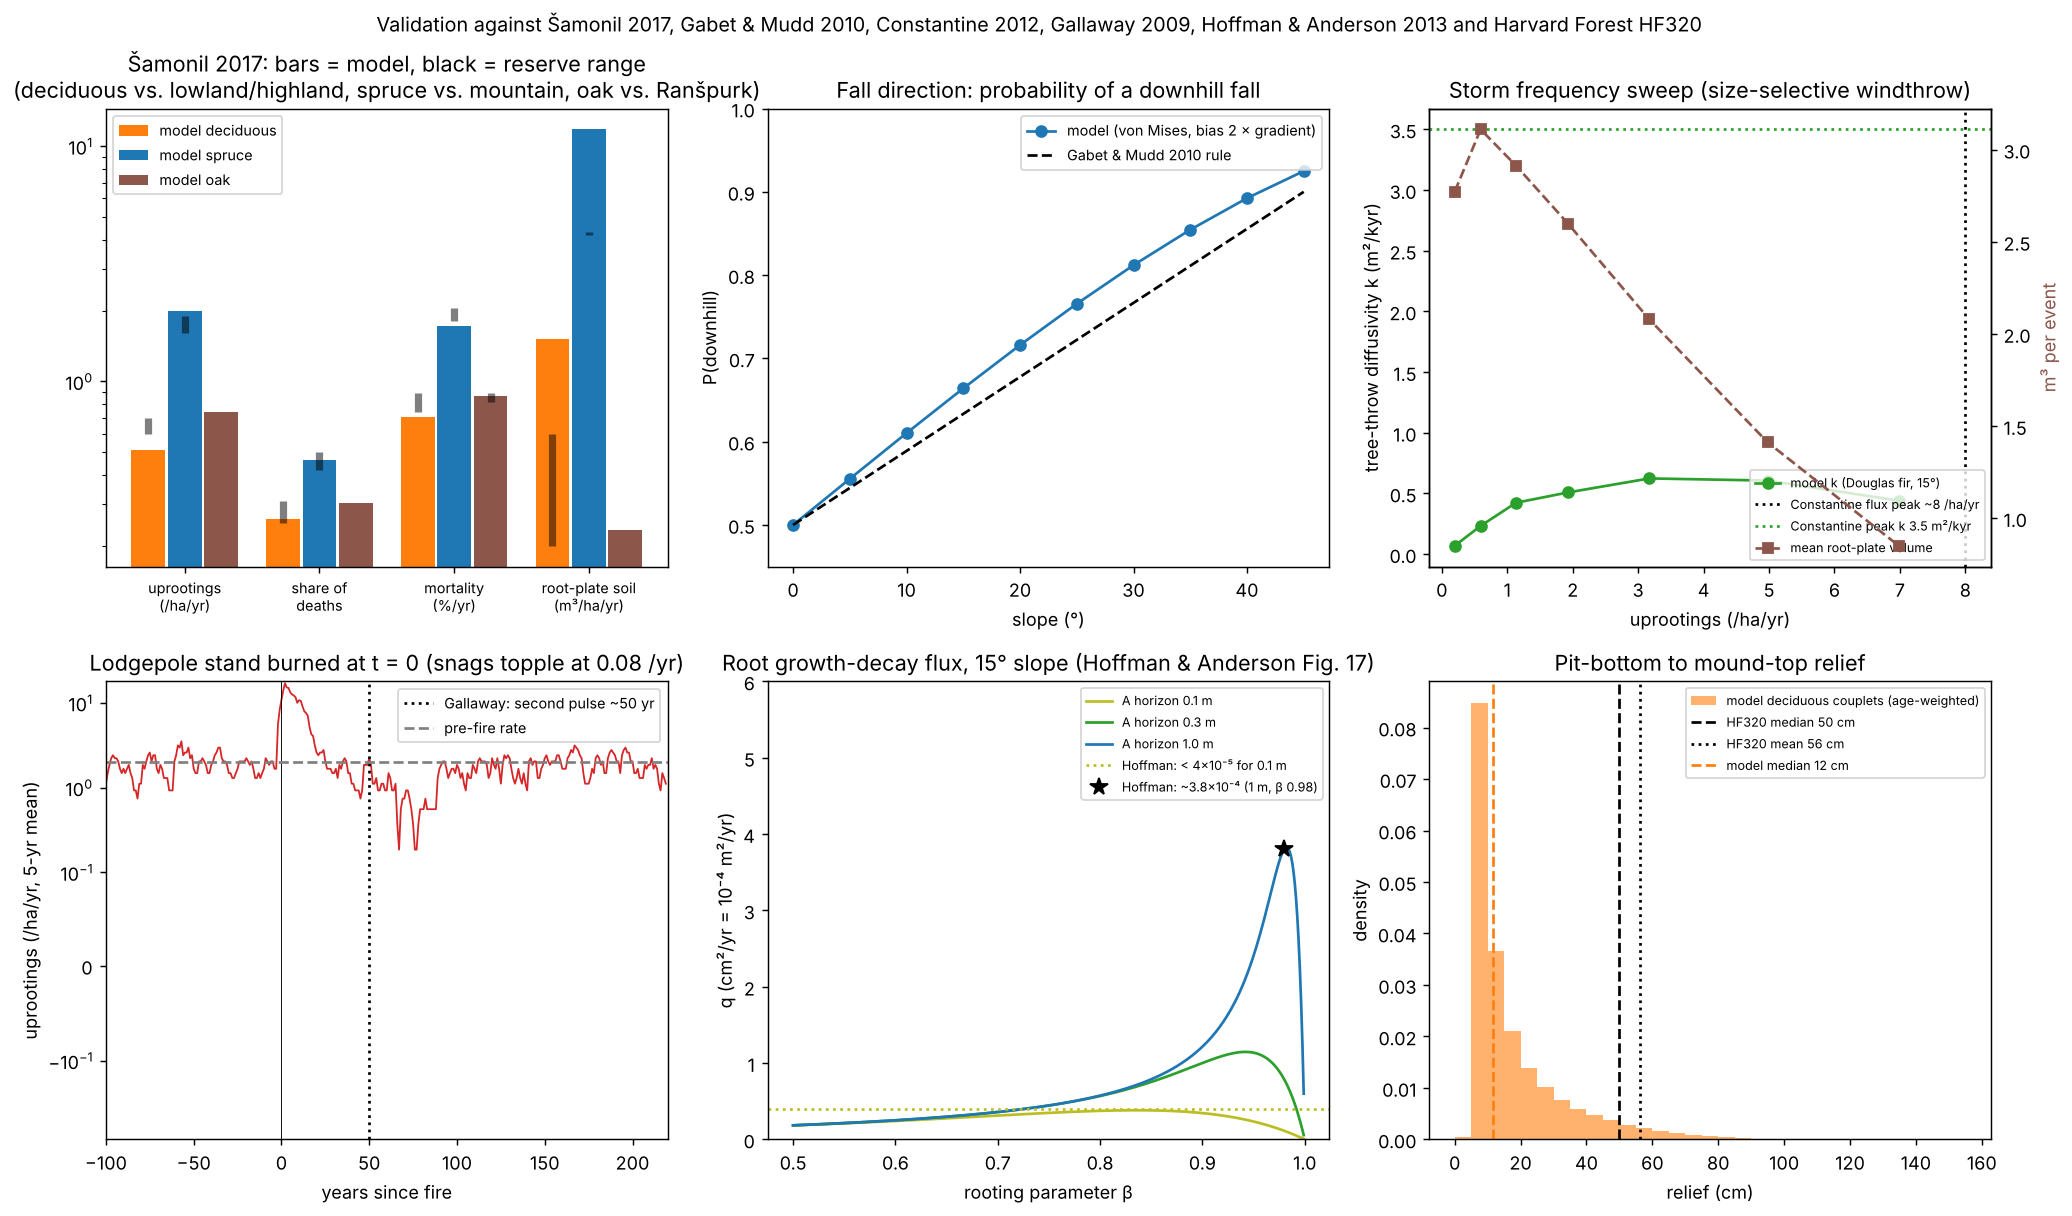 Validation against Šamonil 2017, Gabet & Mudd 2010, Constantine 2012, Gallaway 2009, Hoffman & Anderson 2013 and Harvard Forest HF320
Šamonil 2017: bars = model, black = reserve range
(deciduous vs. lowland/highland, spruce vs. mountain, oak vs. Ranšpurk)
model deciduous
model spruce
model oak
10¹
10⁰
uprootings
(/ha/yr)
share of
deaths
mortality
(%/yr)
root-plate soil
(m³/ha/yr)
Fall direction: probability of a downhill fall
model (von Mises, bias 2 × gradient)
Gabet & Mudd 2010 rule
P(downhill)
1.0
0.9
0.8
0.7
0.6
0.5
0 10 20 30 40
slope (°)
Storm frequency sweep (size-selective windthrow)
tree-throw diffusivity k (m²/kyr)
3.5
3.0
2.5
2.0
1.5
1.0
0.5
0.0
3.0
2.5
2.0
1.5
1.0
m³ per event
model k (Douglas fir, 15°)
Constantine flux peak ~8 /ha/yr
Constantine peak k 3.5 m²/kyr
mean root-plate volume
0 1 2 3 4 5 6 7 8
uprootings (/ha/yr)
Lodgepole stand burned at t = 0 (snags topple at 0.08 /yr)
Gallaway: second pulse ~50 yr
pre-fire rate
uprootings (/ha/yr, 5-yr mean)
10¹
10⁰
10⁻¹
0
−10⁻¹
−100 −50 0 50 100 150 200
years since fire
Root growth-decay flux, 15° slope (Hoffman & Anderson Fig. 17)
A horizon 0.1 m
A horizon 0.3 m
A horizon 1.0 m
Hoffman: < 4×10⁻⁵ for 0.1 m
Hoffman: ~3.8×10⁻⁴ (1 m, β 0.98)
q (cm²/yr = 10⁻⁴ m²/yr)
6
5
4
3
2
1
0
0.5 0.6 0.7 0.8 0.9 1.0
rooting parameter β
Pit-bottom to mound-top relief
model deciduous couplets (age-weighted)
HF320 median 50 cm
HF320 mean 56 cm
model median 12 cm
density
0.08
0.07
0.06
0.05
0.04
0.03
0.02
0.01
0.00
0 20 40 60 80 100 120 140 160
relief (cm)